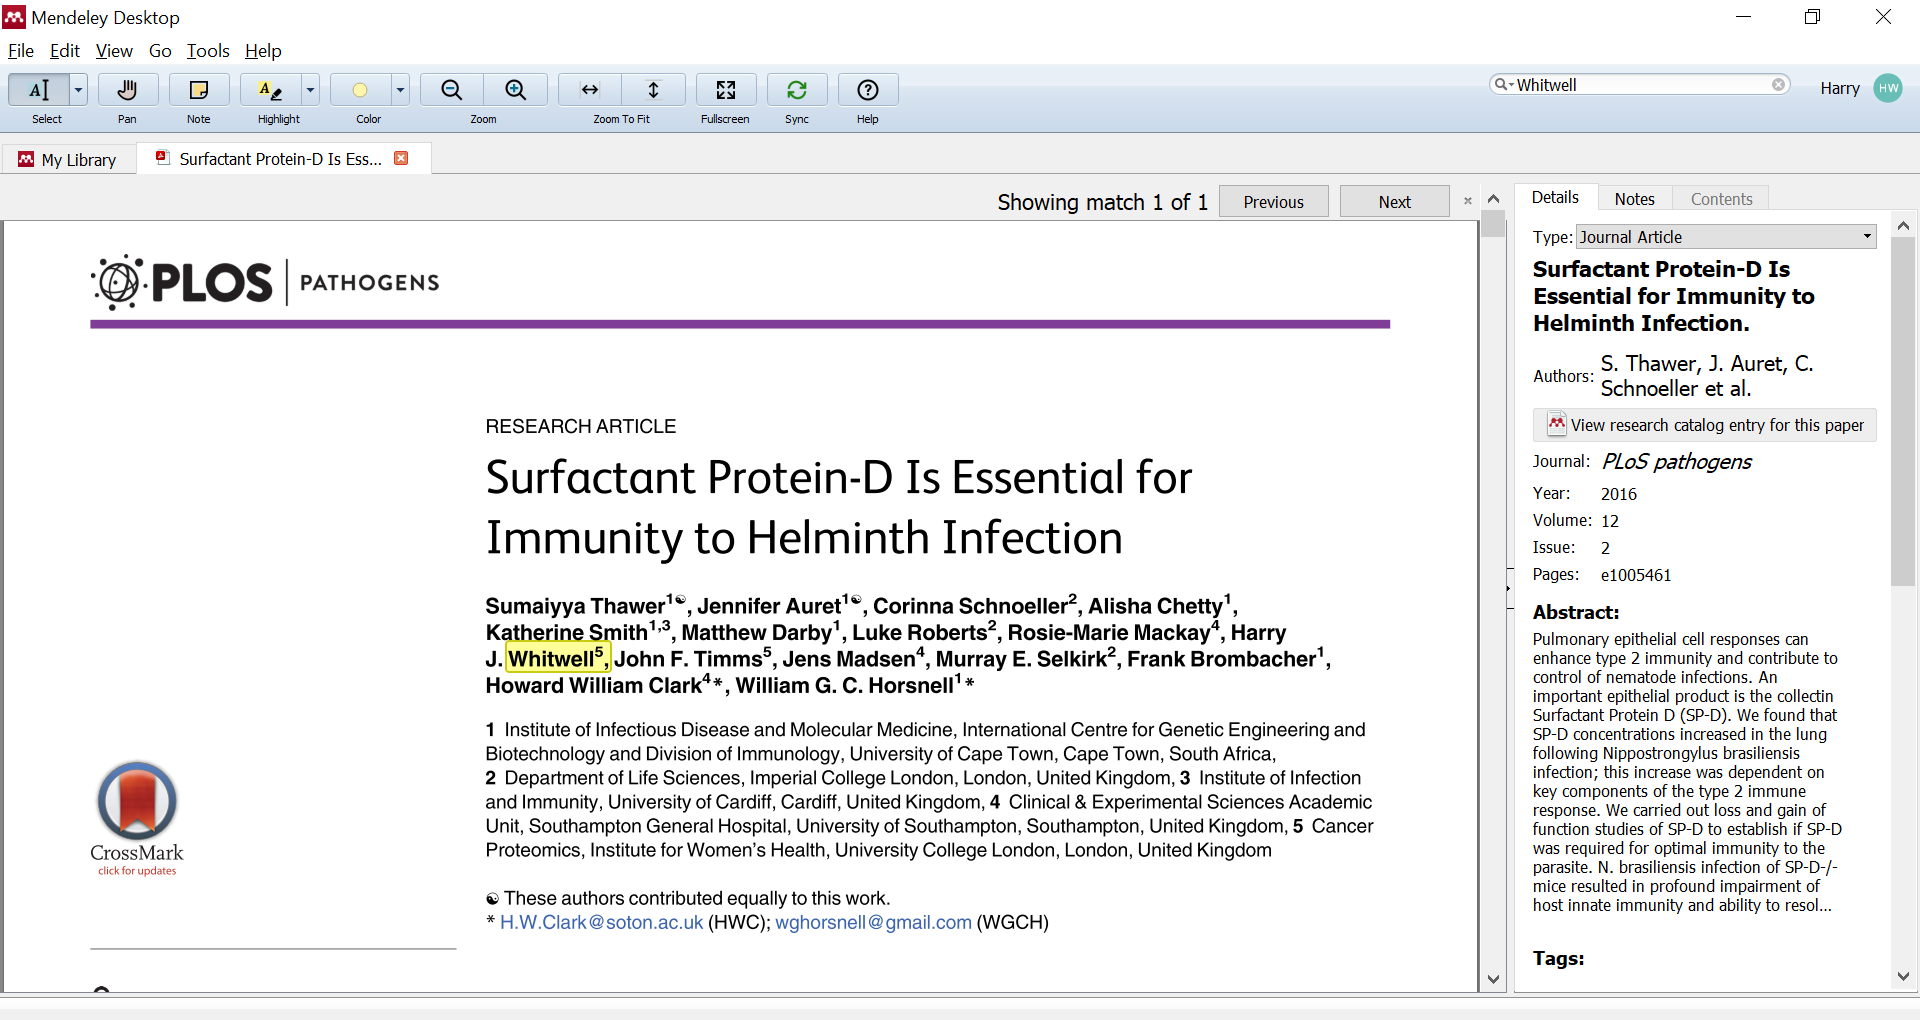 Mendeley Desktop
File Edit View Go Tools Help
Select Pan Note Highlight Color Zoom Zoom To Fit Fullscreen Sync Help
Whitwell
Harry HW
My Library
Surfactant Protein-D Is Ess...
Showing match 1 of 1 Previous Next
PLOS PATHOGENS
RESEARCH ARTICLE
Surfactant Protein-D Is Essential for
Immunity to Helminth Infection
Sumaiyya Thawer1☯, Jennifer Auret1☯, Corinna Schnoeller2, Alisha Chetty1,
Katherine Smith1,3, Matthew Darby1, Luke Roberts2, Rosie-Marie Mackay4, Harry
J. Whitwell5, John F. Timms5, Jens Madsen4, Murray E. Selkirk2, Frank Brombacher1,
Howard William Clark4*, William G. C. Horsnell1*
1 Institute of Infectious Disease and Molecular Medicine, International Centre for Genetic Engineering and
Biotechnology and Division of Immunology, University of Cape Town, Cape Town, South Africa,
2 Department of Life Sciences, Imperial College London, London, United Kingdom, 3 Institute of Infection
and Immunity, University of Cardiff, Cardiff, United Kingdom, 4 Clinical & Experimental Sciences Academic
Unit, Southampton General Hospital, University of Southampton, Southampton, United Kingdom, 5 Cancer
Proteomics, Institute for Women's Health, University College London, London, United Kingdom
☯ These authors contributed equally to this work.
* H.W.Clark@soton.ac.uk (HWC); wghorsnell@gmail.com (WGCH)
CrossMark
click for updates
Details Notes Contents
Type: Journal Article
Surfactant Protein-D Is
Essential for Immunity to
Helminth Infection.
Authors: S. Thawer, J. Auret, C.
Schnoeller et al.
View research catalog entry for this paper
Journal: PLoS pathogens
Year: 2016
Volume: 12
Issue: 2
Pages: e1005461
Abstract:
Pulmonary epithelial cell responses can
enhance type 2 immunity and contribute to
control of nematode infections. An
important epithelial product is the collectin
Surfactant Protein D (SP-D). We found that
SP-D concentrations increased in the lung
following Nippostrongylus brasiliensis
infection; this increase was dependent on
key components of the type 2 immune
response. We carried out loss and gain of
function studies of SP-D to establish if SP-D
was required for optimal immunity to the
parasite. N. brasiliensis infection of SP-D-/-
mice resulted in profound impairment of
host innate immunity and ability to resol...
Tags: